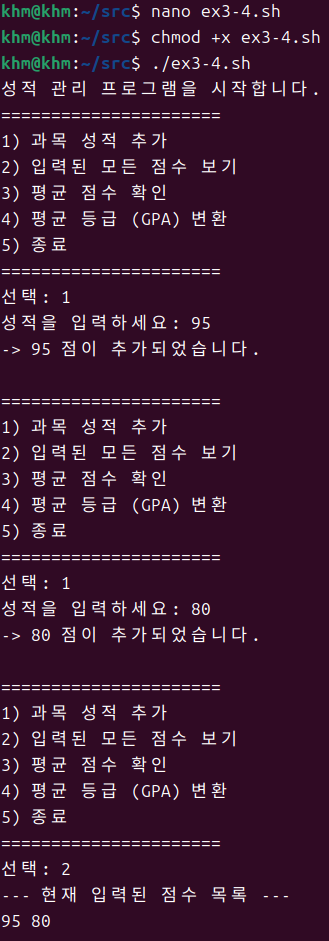 khm@khm:~/src$ nano ex3-4.sh
khm@khm:~/src$ chmod +x ex3-4.sh
khm@khm:~/src$ ./ex3-4.sh
성적 관리 프로그램을 시작합니다.
======================
1) 과목 성적 추가
2) 입력된 모든 점수 보기
3) 평균 점수 확인
4) 평균 등급 (GPA) 변환
5) 종료
======================
선택: 1
성적을 입력하세요: 95
-> 95 점이 추가되었습니다.

======================
1) 과목 성적 추가
2) 입력된 모든 점수 보기
3) 평균 점수 확인
4) 평균 등급 (GPA) 변환
5) 종료
======================
선택: 1
성적을 입력하세요: 80
-> 80 점이 추가되었습니다.

======================
1) 과목 성적 추가
2) 입력된 모든 점수 보기
3) 평균 점수 확인
4) 평균 등급 (GPA) 변환
5) 종료
======================
선택: 2
--- 현재 입력된 점수 목록 ---
95 80